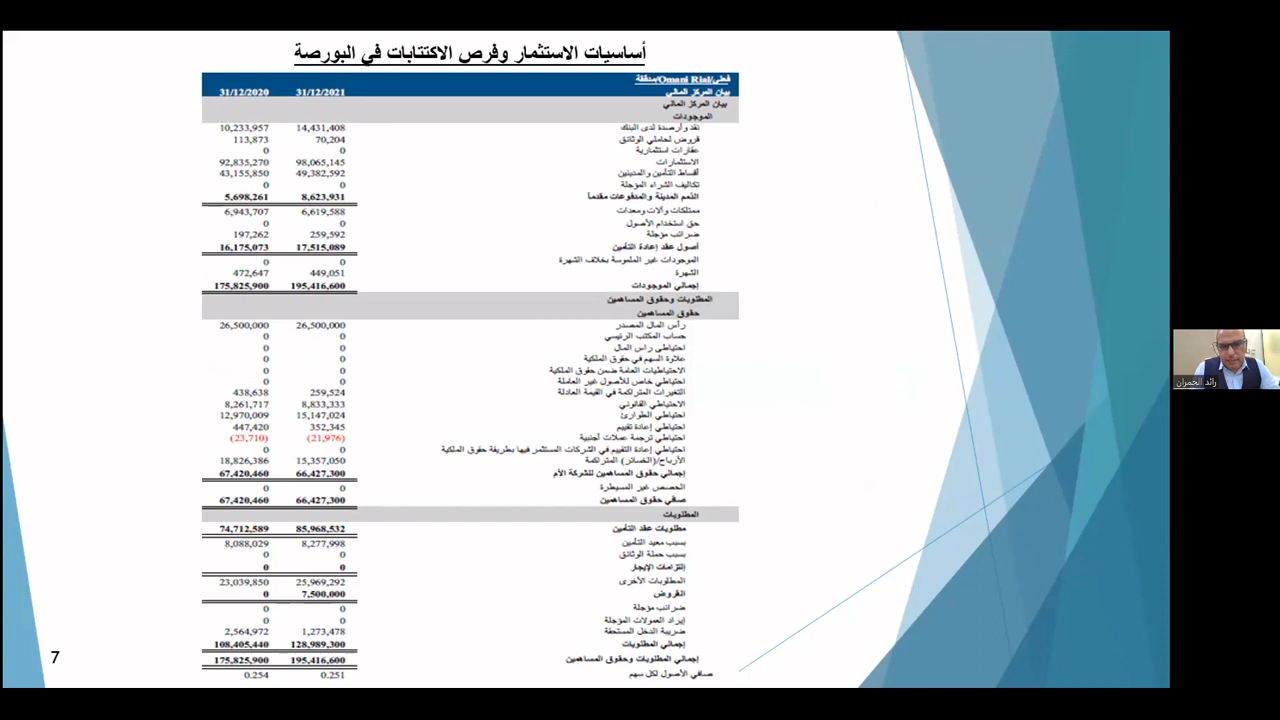 أساسيات الاستثمار وفرص الاكتتابات في البورصة
فعلي/Omani Rial/مدققة
بيان المركز المالي 31/12/2021 31/12/2020
بيان المركز المالي
الموجودات
نقد وأرصدة لدى البنك 14,431,408 10,233,957
قروض لحاملي الوثائق 70,204 113,873
عقارات استثمارية 0 0
الاستثمارات 98,065,145 92,835,270
أقساط التأمين والمدينين 49,382,592 43,155,850
تكاليف الشراء المؤجلة 0 0
الذمم المدينة والمدفوعات مقدماً 8,623,931 5,698,261
ممتلكات وآلات ومعدات 6,619,588 6,943,707
حق استخدام الأصول 0 0
ضرائب مؤجلة 259,592 197,262
أصول عقد إعادة التأمين 17,515,089 16,175,073
الموجودات غير الملموسة بخلاف الشهرة 0 0
الشهرة 449,051 472,647
إجمالي الموجودات 195,416,600 175,825,900
المطلوبات وحقوق المساهمين
حقوق المساهمين
رأس المال المصدر 26,500,000 26,500,000
حساب المكتب الرئيسي 0 0
احتياطي راس المال 0 0
علاوة السهم في حقوق الملكية 0 0
الاحتياطيات العامة ضمن حقوق الملكية 0 0
احتياطي خاص للأصول غير العاملة 0 0
التغيرات المتراكمة في القيمة العادلة 259,524 438,638
الاحتياطي القانوني 8,833,333 8,261,717
احتياطي الطوارئ 15,147,024 12,970,009
احتياطي إعادة تقييم 352,345 447,420
احتياطي ترجمة عملات أجنبية (21,976) (23,710)
احتياطي إعادة التقييم في الشركات المستثمر فيها بطريقة حقوق الملكية 0 0
الأرباح/(الخسائر) المتراكمة 15,357,050 18,826,386
إجمالي حقوق المساهمين للشركة الأم 66,427,300 67,420,460
الحصص غير المسيطرة 0 0
صافي حقوق المساهمين 66,427,300 67,420,460
المطلوبات
مطلوبات عقد التأمين 85,968,532 74,712,589
بسبب معيد التأمين 8,277,998 8,088,029
بسبب حملة الوثائق 0 0
إلتزامات الإيجار 0 0
المطلوبات الأخرى 25,969,292 23,039,850
القروض 7,500,000 0
ضرائب مؤجلة 0 0
إيراد العمولات المؤجلة 0 0
ضريبة الدخل المستحقة 1,273,478 2,564,972
إجمالي المطلوبات 128,989,300 108,405,440
إجمالي المطلوبات وحقوق المساهمين 195,416,600 175,825,900
صافي الأصول لكل سهم 0.251 0.254
7
رائد الخمران